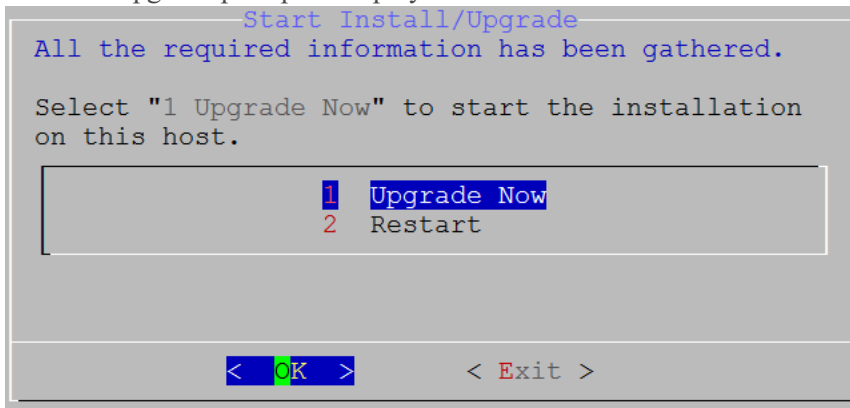 Start Install/Upgrade
All the required information has been gathered.
Select "1 Upgrade Now" to start the installation
on this host.
1 Upgrade Now
2 Restart
< OK > < Exit >